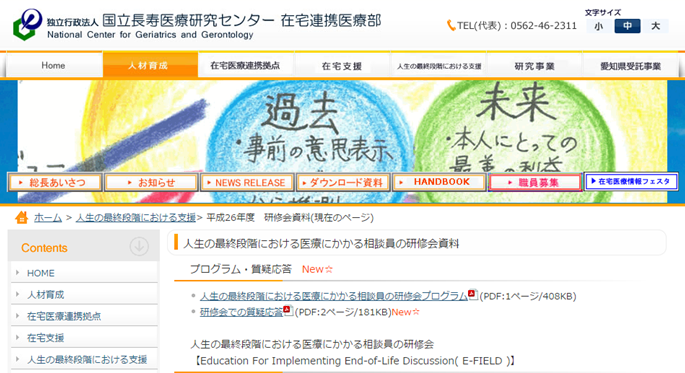 独立行政法人 国立長寿医療研究センター 在宅連携医療部
National Center for Geriatrics and Gerontology
TEL(代表)：0562-46-2311
文字サイズ
小 中 大
Home 人材育成 在宅医療連携拠点 在宅支援 人生の最終段階における支援 研究事業 愛知県受託事業
過去
・事前の意思表示
から推定
未来
・本人にとっての
最善の利益
総長あいさつ お知らせ NEWS RELEASE ダウンロード資料 HANDBOOK 職員募集 在宅医療情報フェスタ
ホーム > 人生の最終段階における支援> 平成26年度 研修会資料(現在のページ)
Contents
HOME
人材育成
在宅医療連携拠点
在宅支援
人生の最終段階における支援
人生の最終段階における医療にかかる相談員の研修会資料
プログラム・質疑応答 New☆
人生の最終段階における医療にかかる相談員の研修会プログラム(PDF:1ページ/408KB)
研修会での質疑応答(PDF:2ページ/181KB)New☆
人生の最終段階における医療にかかる相談員の研修会
【Education For Implementing End-of-Life Discussion( E-FIELD )】